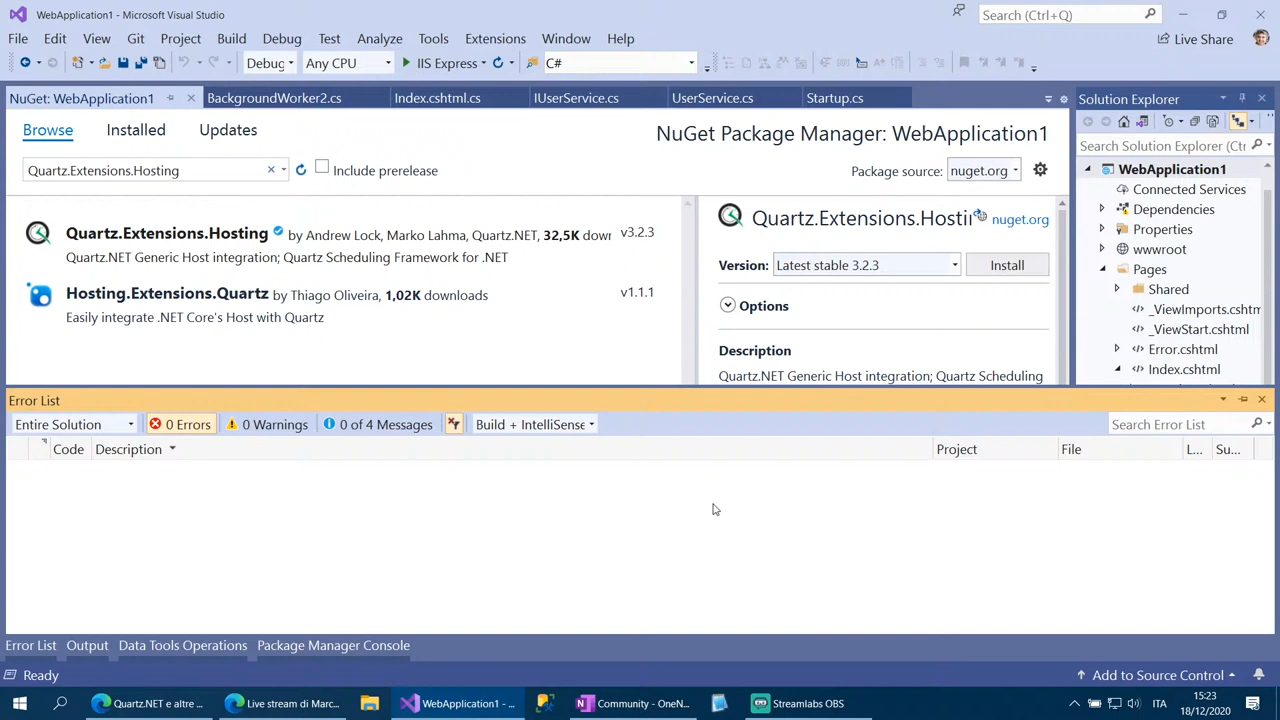 WebApplication1 - Microsoft Visual Studio
Search (Ctrl+Q)
File Edit View Git Project Build Debug Test Analyze Tools Extensions Window Help
Live Share
Debug Any CPU IIS Express C#
NuGet: WebApplication1 BackgroundWorker2.cs Index.cshtml.cs IUserService.cs UserService.cs Startup.cs
Solution Explorer
Browse Installed Updates
NuGet Package Manager: WebApplication1
Search Solution Explorer (Ctr
Quartz.Extensions.Hosting
Include prerelease
Package source: nuget.org
WebApplication1
Connected Services
Dependencies
Properties
wwwroot
Pages
Shared
_ViewImports.cshtm
_ViewStart.cshtml
Error.cshtml
Index.cshtml
Quartz.Extensions.Hosting by Andrew Lock, Marko Lahma, Quartz.NET, 32,5K down v3.2.3
Quartz.NET Generic Host integration; Quartz Scheduling Framework for .NET
Hosting.Extensions.Quartz by Thiago Oliveira, 1,02K downloads v1.1.1
Easily integrate .NET Core's Host with Quartz
Quartz.Extensions.Hostin nuget.org
Version: Latest stable 3.2.3 Install
Options
Description
Quartz.NET Generic Host integration; Quartz Scheduling
Error List
Entire Solution 0 Errors 0 Warnings 0 of 4 Messages Build + IntelliSense
Search Error List
Code Description Project File L... Su...
Error List Output Data Tools Operations Package Manager Console
Ready
Add to Source Control
Quartz.NET e altre ... Live stream di Marc... WebApplication1 - ... Community - OneN... Streamlabs OBS
ITA
15:23
18/12/2020